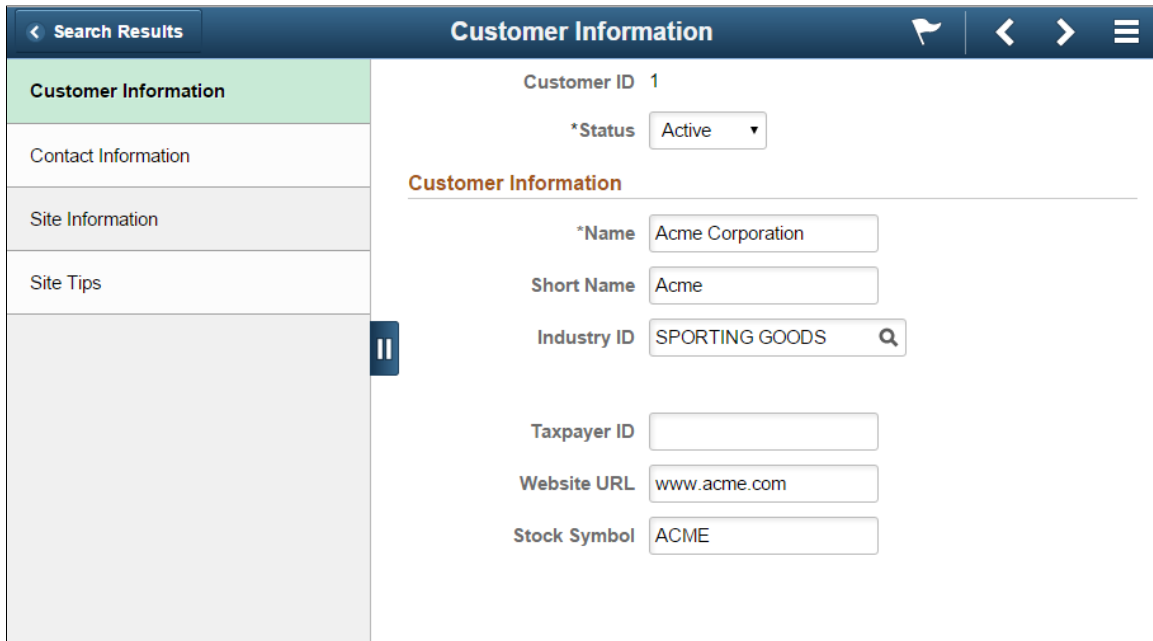 Search Results
Customer Information
Customer Information
Contact Information
Site Information
Site Tips
Customer ID 1
*Status Active
Customer Information
*Name Acme Corporation
Short Name Acme
Industry ID SPORTING GOODS
Taxpayer ID
Website URL www.acme.com
Stock Symbol ACME